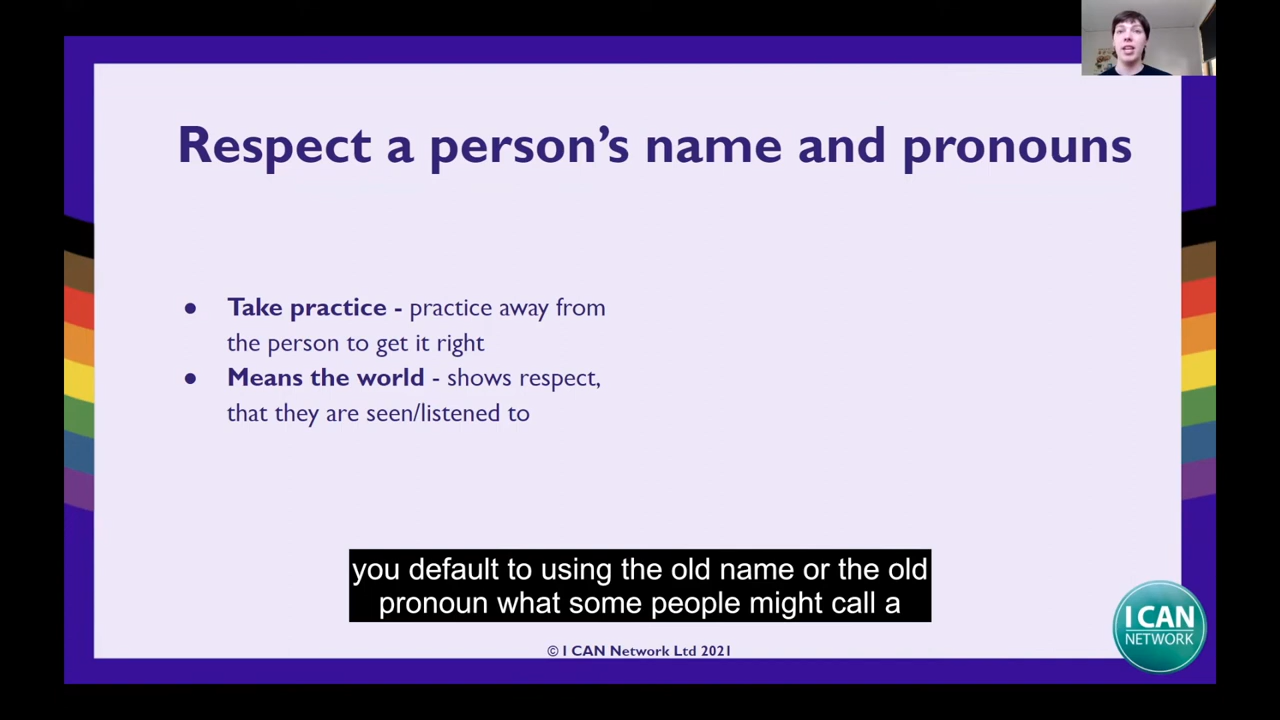 Respect a person’s name and pronouns
● Take practice - practice away from
the person to get it right
● Means the world - shows respect,
that they are seen/listened to
you default to using the old name or the old
pronoun what some people might call a
© I CAN Network Ltd 2021
I CAN
NETWORK